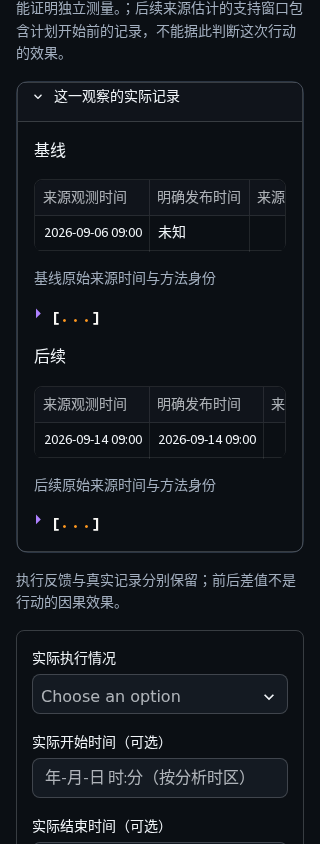 能证明独立测量。；后续来源估计的支持窗口包
含计划开始前的记录，不能据此判断这次行动
的效果。
这一观察的实际记录
基线
来源观测时间 明确发布时间 来源
2026-09-06 09:00 未知
基线原始来源时间与方法身份
[...]
后续
来源观测时间 明确发布时间 来
2026-09-14 09:00 2026-09-14 09:00
后续原始来源时间与方法身份
[...]
执行反馈与真实记录分别保留；前后差值不是
行动的因果效果。
实际执行情况
Choose an option
实际开始时间（可选）
年-月-日 时:分（按分析时区）
实际结束时间（可选）